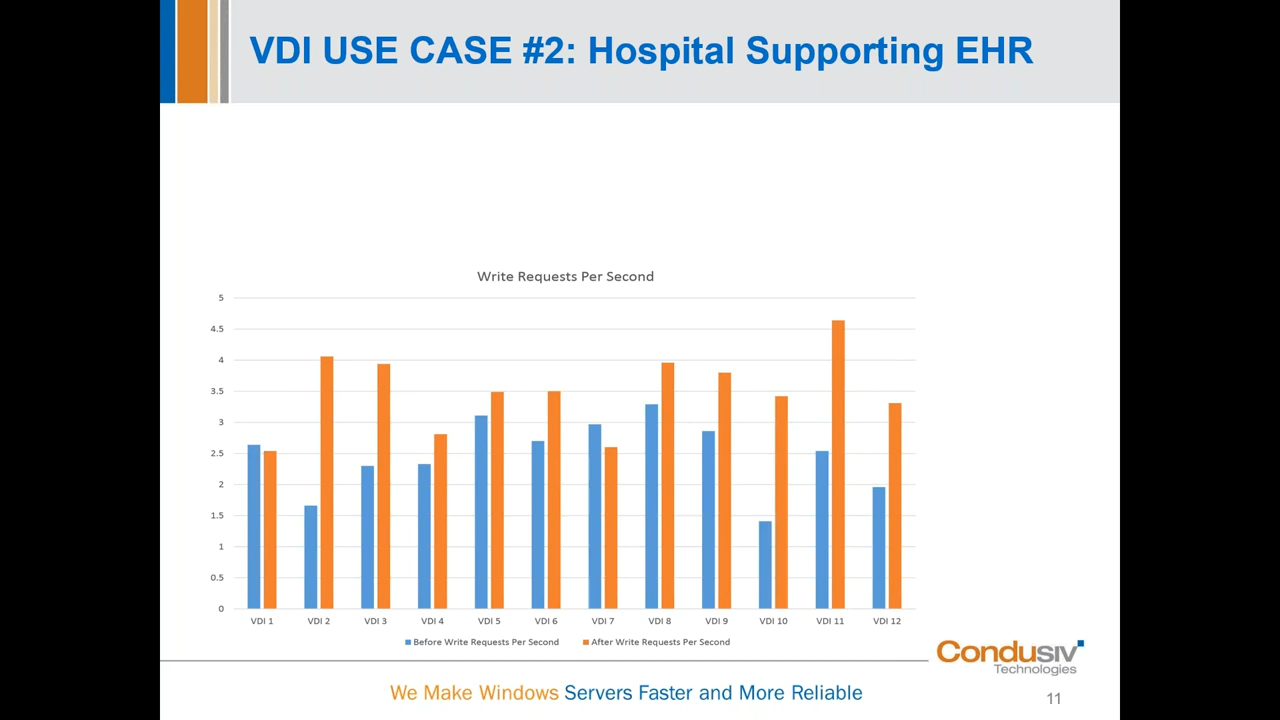 VDI USE CASE #2: Hospital Supporting EHR
Write Requests Per Second
5
4.5
4
3.5
3
2.5
2
1.5
1
0.5
0
VDI 1 VDI 2 VDI 3 VDI 4 VDI 5 VDI 6 VDI 7 VDI 8 VDI 9 VDI 10 VDI 11 VDI 12
Before Write Requests Per Second After Write Requests Per Second
Condusiv
Technologies
We Make Windows Servers Faster and More Reliable
11